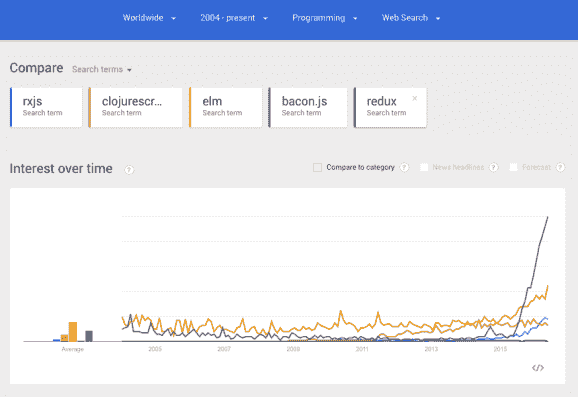 Worldwide 2004 - present Programming Web Search
Compare Search terms
rxjs clojurescr... elm bacon.js redux ×
Search term Search term Search term Search term Search term
Interest over time ? Compare to category ? News headlines ? Forecast ?
Average 2005 2007 2009 2011 2013 2015
</>